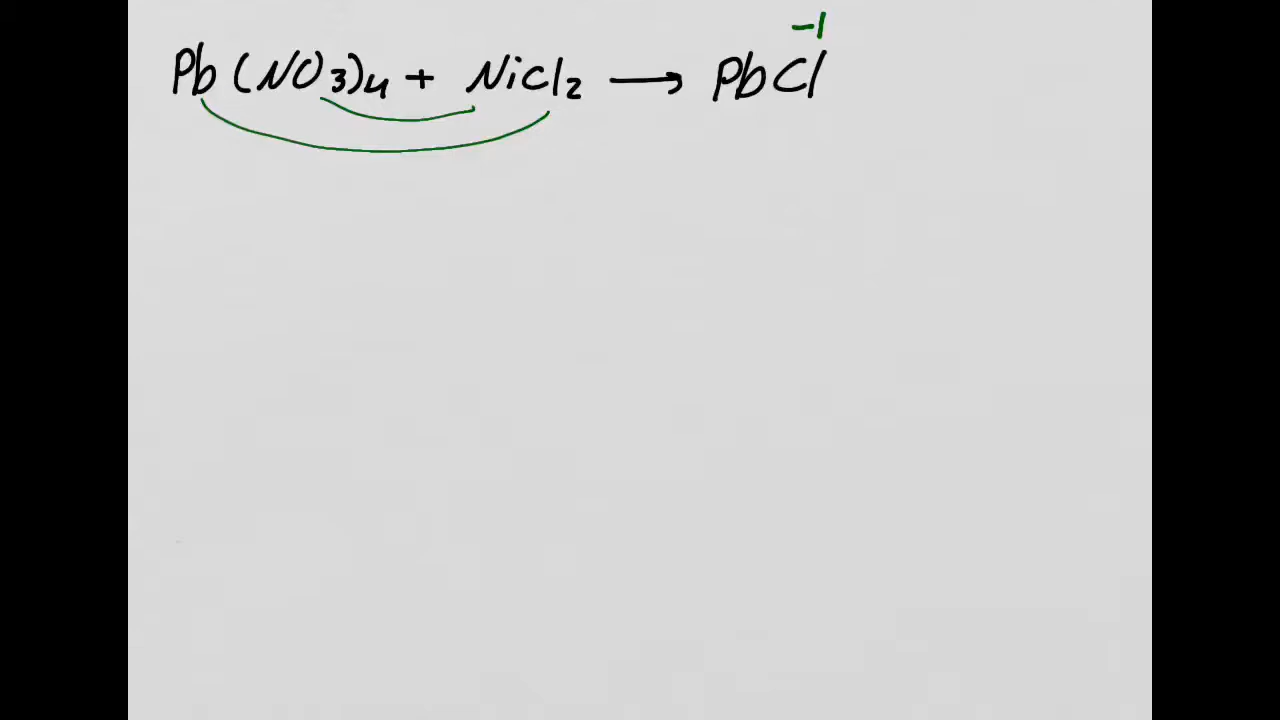 Pb(NO₃)₄ + NiCl₂ → PbCl⁻¹